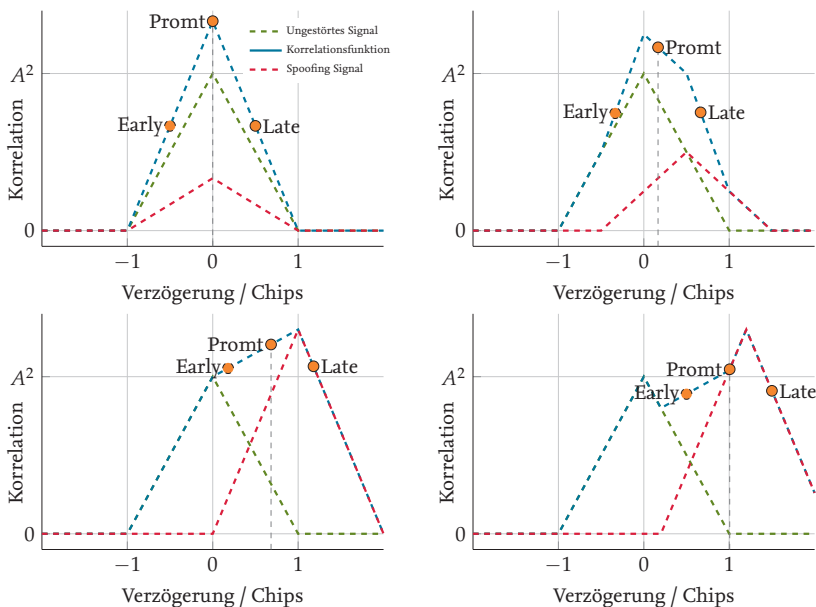 Promt
Ungestörtes Signal
Korrelationsfunktion
Spoofing Signal
A²
Early
Late
0
Korrelation
−1
0
1
Verzögerung / Chips
Promt
A²
Early
Late
0
Korrelation
−1
0
1
Verzögerung / Chips
Promt
Early
Late
A²
0
Korrelation
−1
0
1
Verzögerung / Chips
Promt
A²
Early
Late
0
Korrelation
−1
0
1
Verzögerung / Chips